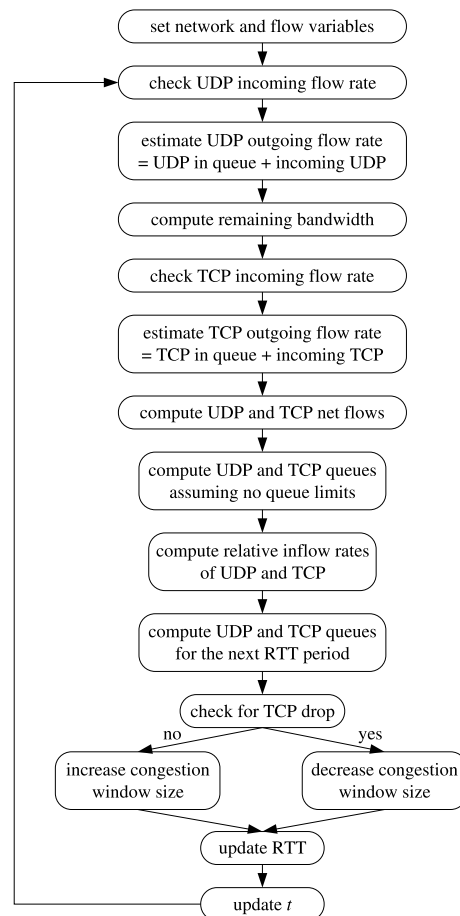 set network and flow variables
check UDP incoming flow rate
estimate UDP outgoing flow rate
= UDP in queue + incoming UDP
compute remaining bandwidth
check TCP incoming flow rate
estimate TCP outgoing flow rate
= TCP in queue + incoming TCP
compute UDP and TCP net flows
compute UDP and TCP queues
assuming no queue limits
compute relative inflow rates
of UDP and TCP
compute UDP and TCP queues
for the next RTT period
check for TCP drop
no
yes
increase congestion
window size
decrease congestion
window size
update RTT
update t